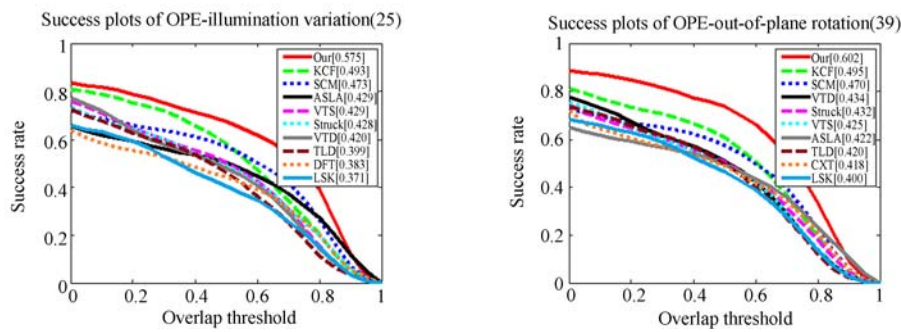 Success plots of OPE-illumination variation(25)
1
0.8
0.6
0.4
0.2
0
0 0.2 0.4 0.6 0.8 1
Success rate
Overlap threshold
Our[0.575]
KCF[0.493]
SCM[0.473]
ASLA[0.429]
VTS[0.429]
Struck[0.428]
VTD[0.420]
TLD[0.399]
DFT[0.383]
LSK[0.371]
Success plots of OPE-out-of-plane rotation(39)
1
0.8
0.6
0.4
0.2
0
0 0.2 0.4 0.6 0.8 1
Success rate
Overlap threshold
Our[0.602]
KCF[0.495]
SCM[0.470]
VTD[0.434]
Struck[0.432]
VTS[0.425]
ASLA[0.422]
TLD[0.420]
CXT[0.418]
LSK[0.400]